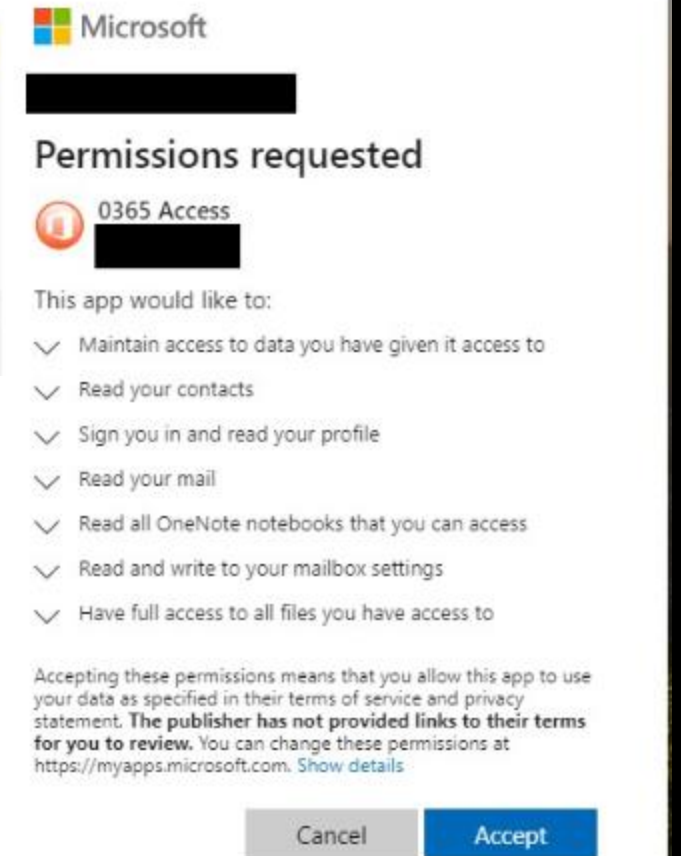 Microsoft
Permissions requested
0365 Access
This app would like to:
Maintain access to data you have given it access to
Read your contacts
Sign you in and read your profile
Read your mail
Read all OneNote notebooks that you can access
Read and write to your mailbox settings
Have full access to all files you have access to
Accepting these permissions means that you allow this app to use
your data as specified in their terms of service and privacy
statement. The publisher has not provided links to their terms
for you to review. You can change these permissions at
https://myapps.microsoft.com. Show details
Cancel Accept